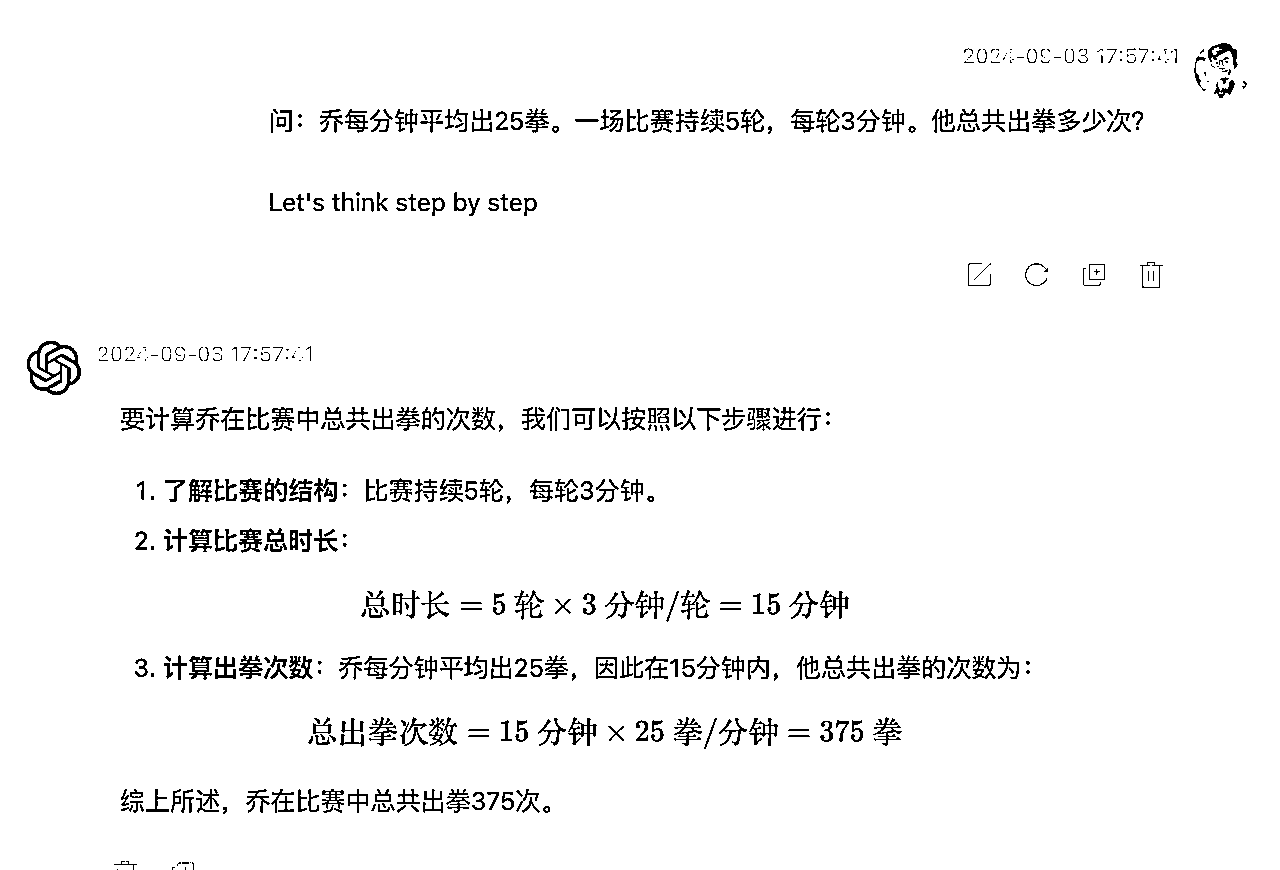 2024-09-03 17:57:41
问：乔每分钟平均出25拳。一场比赛持续5轮，每轮3分钟。他总共出拳多少次?
Let's think step by step
2024-09-03 17:57:41
要计算乔在比赛中总共出拳的次数，我们可以按照以下步骤进行：
1. 了解比赛的结构：比赛持续5轮，每轮3分钟。
2. 计算比赛总时长：
总时长 = 5 轮 × 3 分钟/轮 = 15 分钟
3. 计算出拳次数：乔每分钟平均出25拳，因此在15分钟内，他总共出拳的次数为：
总出拳次数 = 15 分钟 × 25 拳/分钟 = 375 拳
综上所述，乔在比赛中总共出拳375次。